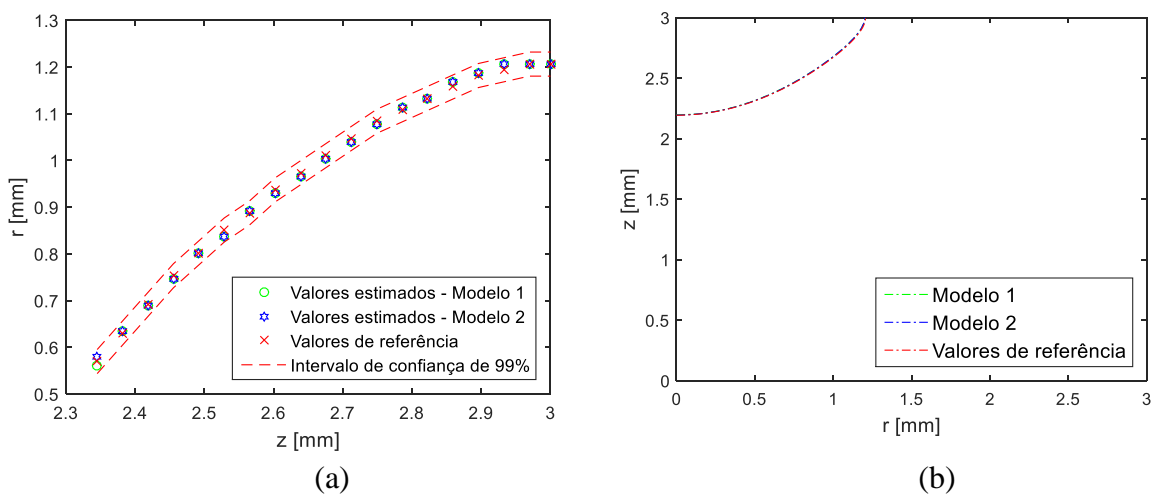 1.3
1.2
1.1
1
0.9
0.8
0.7
0.6
0.5
r [mm]
2.3 2.4 2.5 2.6 2.7 2.8 2.9 3
z [mm]
Valores estimados - Modelo 1
Valores estimados - Modelo 2
Valores de referência
Intervalo de confiança de 99%
(a)
3
2.5
2
1.5
1
0.5
0
z [mm]
0 0.5 1 1.5 2 2.5 3
r [mm]
Modelo 1
Modelo 2
Valores de referência
(b)